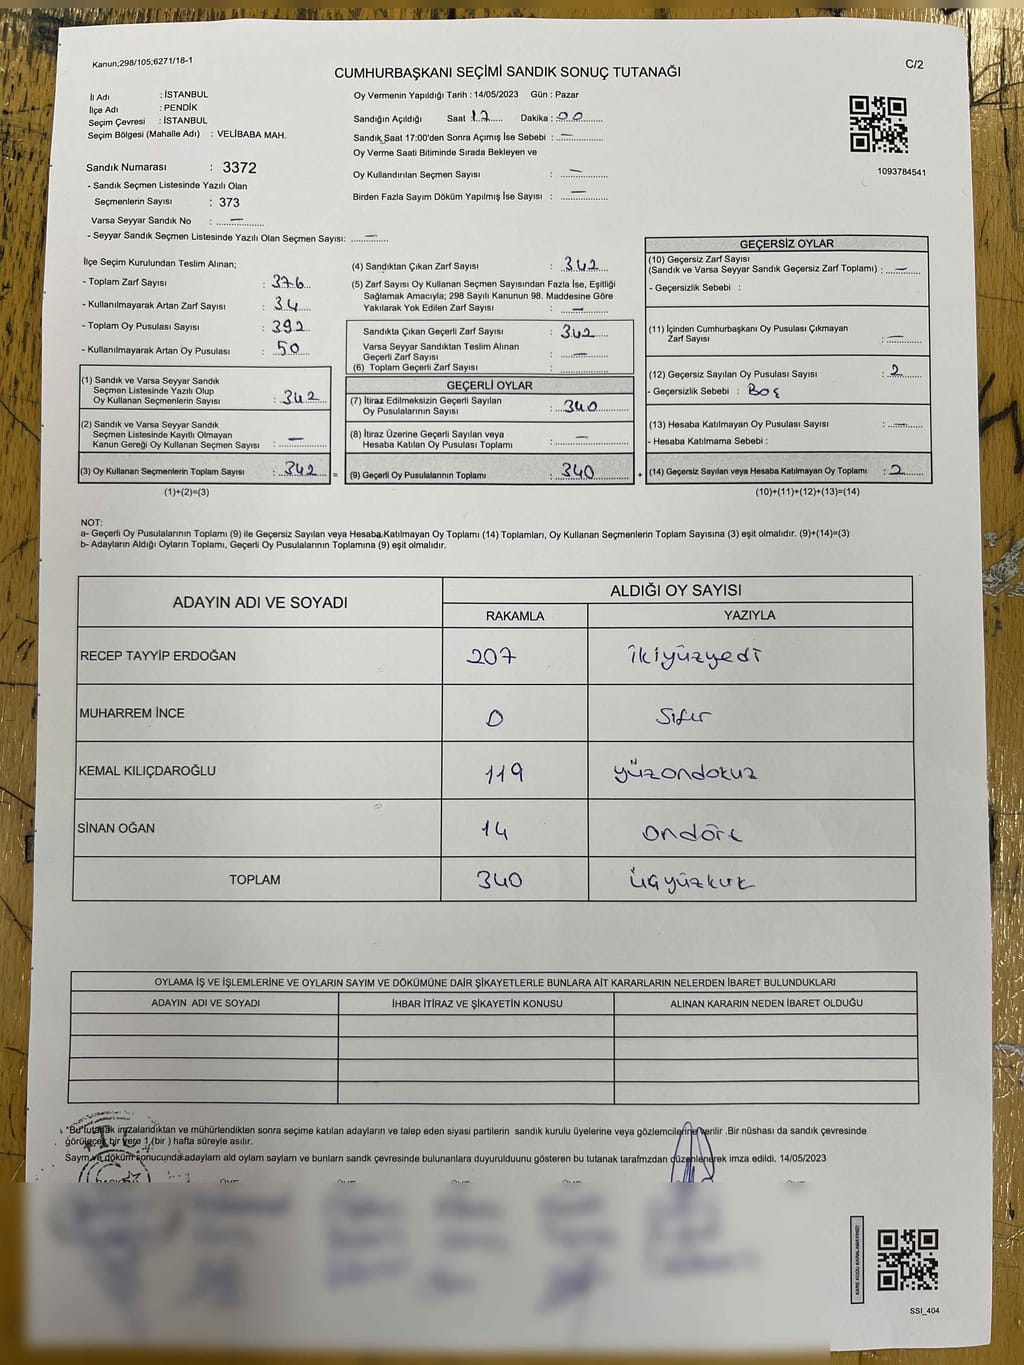 Kanun;298/105;6271/18-1
CUMHURBAŞKANI SEÇİMİ SANDIK SONUÇ TUTANAĞI
C/2
İl Adı : İSTANBUL
İlçe Adı : PENDİK
Seçim Çevresi : İSTANBUL
Seçim Bölgesi (Mahalle Adı) : VELİBABA MAH.
Sandık Numarası : 3372
- Sandık Seçmen Listesinde Yazılı Olan
Seçmenlerin Sayısı : 373
Varsa Seyyar Sandık No : —
- Seyyar Sandık Seçmen Listesinde Yazılı Olan Seçmen Sayısı: —
Oy Vermenin Yapıldığı Tarih : 14/05/2023 Gün : Pazar
Sandığın Açıldığı Saat 17 Dakika : 00
Sandık Saat 17:00'den Sonra Açımış İse Sebebi : —
Oy Verme Saati Bitiminde Sırada Bekleyen ve
Oy Kullandırılan Seçmen Sayısı : —
Birden Fazla Sayım Döküm Yapılmış İse Sayısı : —
1093784541
İlçe Seçim Kurulundan Teslim Alınan;
- Toplam Zarf Sayısı : 376
- Kullanılmayarak Artan Zarf Sayısı : 34
- Toplam Oy Pusulası Sayısı : 392
- Kullanılmayarak Artan Oy Pusulası : 50
(1) Sandık ve Varsa Seyyar Sandık
Seçmen Listesinde Yazılı Olup
Oy Kullanan Seçmenlerin Sayısı : 342
(2) Sandık ve Varsa Seyyar Sandık
Seçmen Listesinde Kayıtlı Olmayan
Kanun Gereği Oy Kullanan Seçmen Sayısı : —
(3) Oy Kullanan Seçmenlerin Toplam Sayısı : 342 =
(1)+(2)=(3)
(4) Sandıktan Çıkan Zarf Sayısı : 342
(5) Zarf Sayısı Oy Kullanan Seçmen Sayısından Fazla İse, Eşitliği
Sağlamak Amacıyla; 298 Sayılı Kanunun 98. Maddesine Göre
Yakılarak Yok Edilen Zarf Sayısı : —
Sandıkta Çıkan Geçerli Zarf Sayısı : 342
Varsa Seyyar Sandıktan Teslim Alınan
Geçerli Zarf Sayısı : —
(6) Toplam Geçerli Zarf Sayısı :
GEÇERLİ OYLAR
(7) İtiraz Edilmeksizin Geçerli Sayılan
Oy Pusulalarının Sayısı : 340
(8) İtiraz Üzerine Geçerli Sayılan veya
Hesaba Katılan Oy Pusulası Toplamı : —
(9) Geçerli Oy Pusulalarının Toplamı : 340 +
GEÇERSİZ OYLAR
(10) Geçersiz Zarf Sayısı
(Sandık ve Varsa Seyyar Sandık Geçersiz Zarf Toplamı) : —
- Geçersizlik Sebebi :
(11) İçinden Cumhurbaşkanı Oy Pusulası Çıkmayan
Zarf Sayısı : —
(12) Geçersiz Sayılan Oy Pusulası Sayısı : 2
- Geçersizlik Sebebi : Boş
(13) Hesaba Katılmayan Oy Pusulası Sayısı : —
- Hesaba Katılmama Sebebi :
(14) Geçersiz Sayılan veya Hesaba Katılmayan Oy Toplamı : 2
(10)+(11)+(12)+(13)=(14)
NOT:
a- Geçerli Oy Pusulalarının Toplamı (9) ile Geçersiz Sayılan veya Hesaba Katılmayan Oy Toplamı (14) Toplamları, Oy Kullanan Seçmenlerin Toplam Sayısına (3) eşit olmalıdır. (9)+(14)=(3)
b- Adayların Aldığı Oyların Toplamı, Geçerli Oy Pusulalarının Toplamına (9) eşit olmalıdır.
ADAYIN ADI VE SOYADI
ALDIĞI OY SAYISI
RAKAMLA YAZIYLA
RECEP TAYYİP ERDOĞAN 207 ikiyüzyedi
MUHARREM İNCE 0 Sıfır
KEMAL KILIÇDAROĞLU 119 yüzondokuz
SİNAN OĞAN 14 ondört
TOPLAM 340 üçyüzkırk
OYLAMA İŞ VE İŞLEMLERİNE VE OYLARIN SAYIM VE DÖKÜMÜNE DAİR ŞİKAYETLERLE BUNLARA AİT KARARLARIN NELERDEN İBARET BULUNDUKLARI
ADAYIN ADI VE SOYADI İHBAR İTİRAZ VE ŞİKAYETİN KONUSU ALINAN KARARIN NEDEN İBARET OLDUĞU
*Bu tutanak imzalandıktan ve mühürlendikten sonra seçime katılan adayların ve talep eden siyasi partilerin sandık kurulu üyelerine veya gözlemcilerine verilir .Bir nüshası da sandık çevresinde
görülecek bir yere 1 (bir ) hafta süreyle asılır.
Sayım ve döküm sonucunda adaylarn ald oylarn saylarn ve bunlarn sandk çevresinde bulunanlara duyurulduunu gösteren bu tutanak tarafmzdan düzenlenerek imza edildi. 14/05/2023
KARE KODU KARALAMAYINIZ!
SSI_404